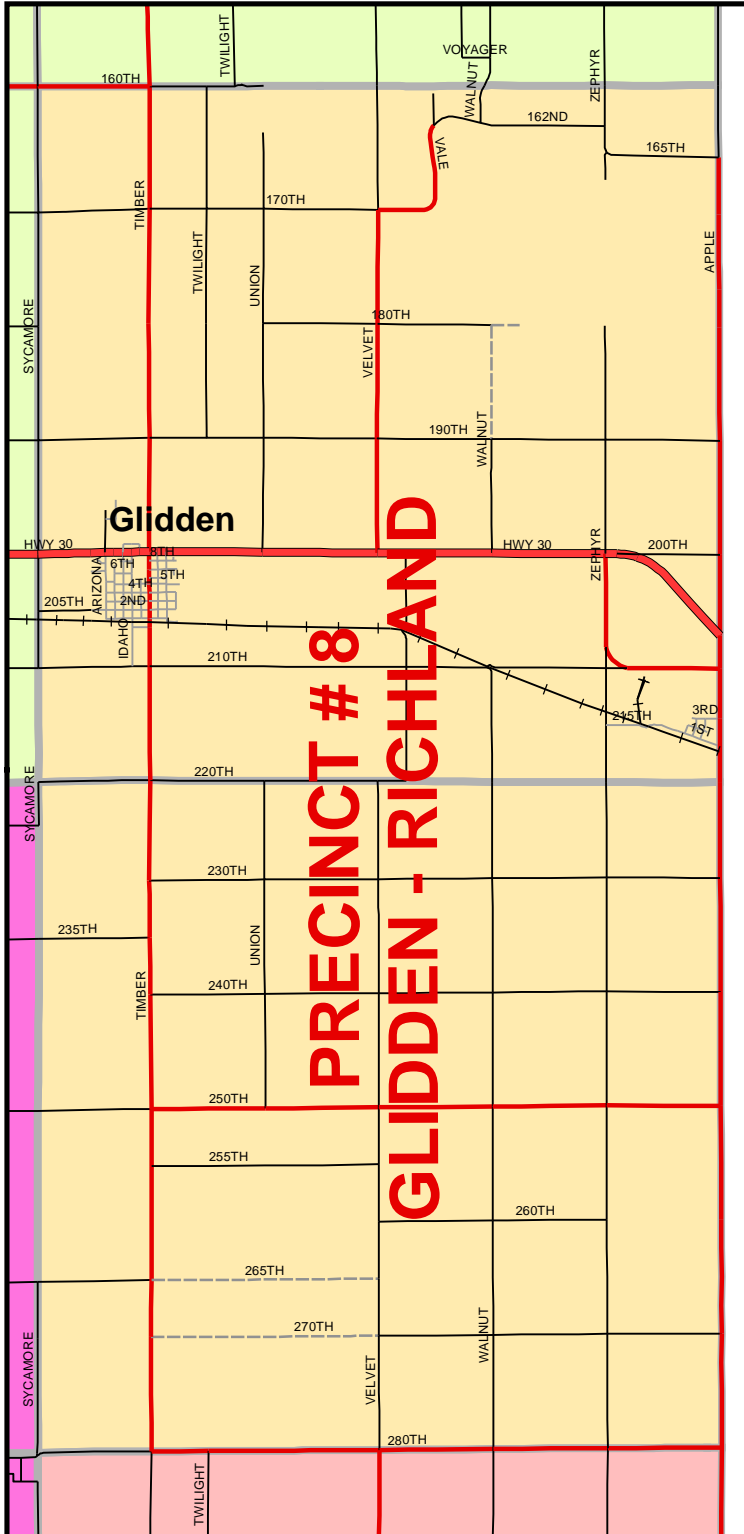 TWILIGHT
VOYAGER
WALNUT
ZEPHYR
160TH
162ND
VALE
165TH
TIMBER
170TH
TWILIGHT
UNION
APPLE
SYCAMORE
180TH
VELVET
WALNUT
190TH
Glidden
HWY 30
HWY 30
ZEPHYR
200TH
8TH
6TH
5TH
4TH
2ND
ARIZONA
205TH
IDAHO
210TH
3RD
215TH
1ST
220TH
SYCAMORE
PRECINCT # 8
GLIDDEN - RICHLAND
230TH
235TH
UNION
240TH
TIMBER
250TH
255TH
260TH
265TH
270TH
WALNUT
VELVET
SYCAMORE
280TH
TWILIGHT